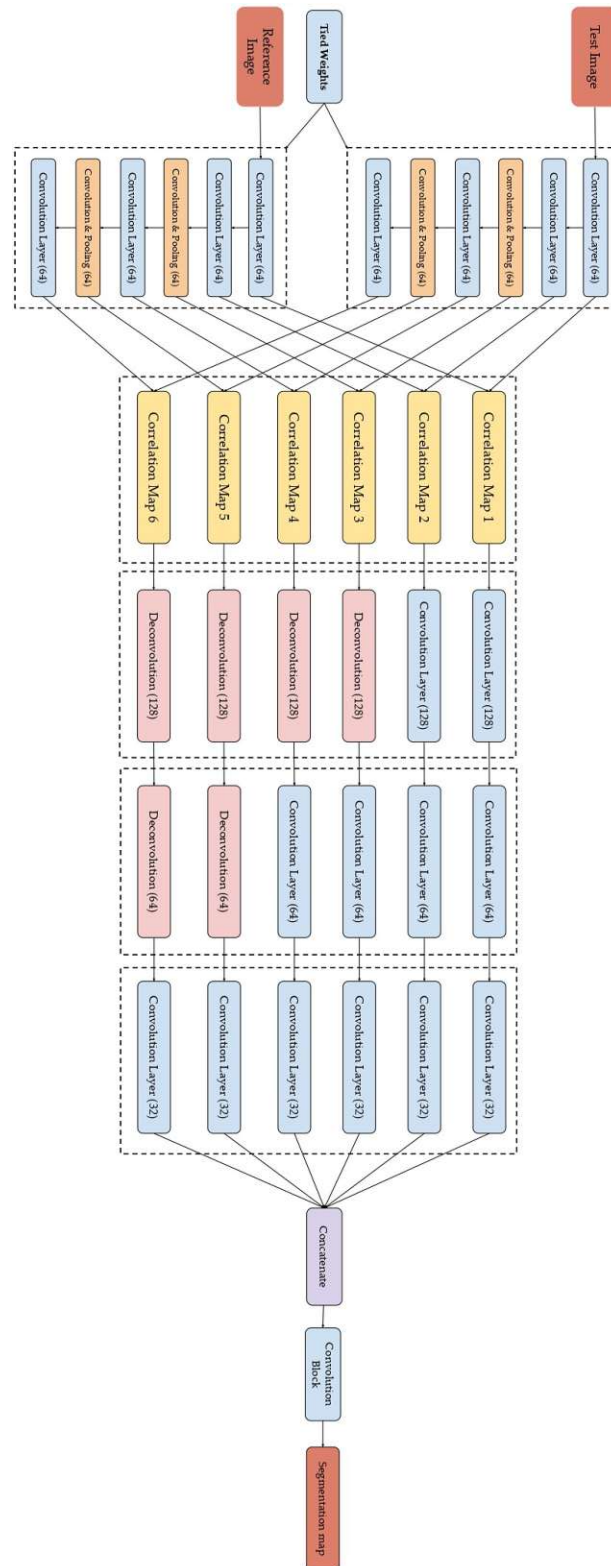 Test Image
Tied Weights
Reference
Image
Convolution Layer (64)
Convolution Layer (64)
Convolution & Pooling (64)
Convolution Layer (64)
Convolution & Pooling (64)
Convolution Layer (64)
Convolution Layer (64)
Convolution Layer (64)
Convolution & Pooling (64)
Convolution Layer (64)
Convolution & Pooling (64)
Convolution Layer (64)
Correlation Map 1
Correlation Map 2
Correlation Map 3
Correlation Map 4
Correlation Map 5
Correlation Map 6
Convolution Layer (128)
Convolution Layer (128)
Deconvolution (128)
Deconvolution (128)
Deconvolution (128)
Deconvolution (128)
Convolution Layer (64)
Convolution Layer (64)
Convolution Layer (64)
Convolution Layer (64)
Deconvolution (64)
Deconvolution (64)
Convolution Layer (32)
Convolution Layer (32)
Convolution Layer (32)
Convolution Layer (32)
Convolution Layer (32)
Convolution Layer (32)
Concatenate
Convolution
Block
Segmentation map